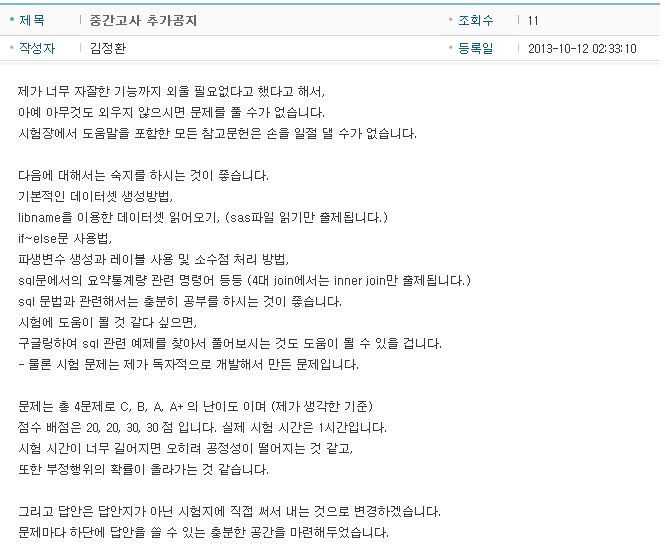 제목 중간고사 추가공지 조회수 11
작성자 김정환 등록일 2013-10-12 02:33:10
제가 너무 자잘한 기능까지 외울 필요없다고 했다고 해서,
아예 아무것도 외우지 않으시면 문제를 풀 수가 없습니다.
시험장에서 도움말을 포함한 모든 참고문헌은 손을 일절 댈 수가 없습니다.
다음에 대해서는 숙지를 하시는 것이 좋습니다.
기본적인 데이터셋 생성방법,
libname을 이용한 데이터셋 읽어오기, (sas파일 읽기만 출제됩니다.)
if~else문 사용법,
파생변수 생성과 레이블 사용 및 소수점 처리 방법,
sql문에서의 요약통계량 관련 명령어 등등 (4대 join에서는 inner join만 출제됩니다.)
sql 문법과 관련해서는 충분히 공부를 하시는 것이 좋습니다.
시험에 도움이 될 것 같다 싶으면,
구글링하여 sql 관련 예제를 찾아서 풀어보시는 것도 도움이 될 수 있을 겁니다.
- 물론 시험 문제는 제가 독자적으로 개발해서 만든 문제입니다.
문제는 총 4문제로 C, B, A, A+ 의 난이도 이며 (제가 생각한 기준)
점수 배점은 20, 20, 30, 30 점 입니다. 실제 시험 시간은 1시간입니다.
시험 시간이 너무 길어지면 오히려 공정성이 떨어지는 것 같고,
또한 부정행위의 확률이 올라가는 것 같습니다.
그리고 답안은 답안지가 아닌 시험지에 직접 써서 내는 것으로 변경하겠습니다.
문제마다 하단에 답안을 쓸 수 있는 충분한 공간을 마련해두었습니다.